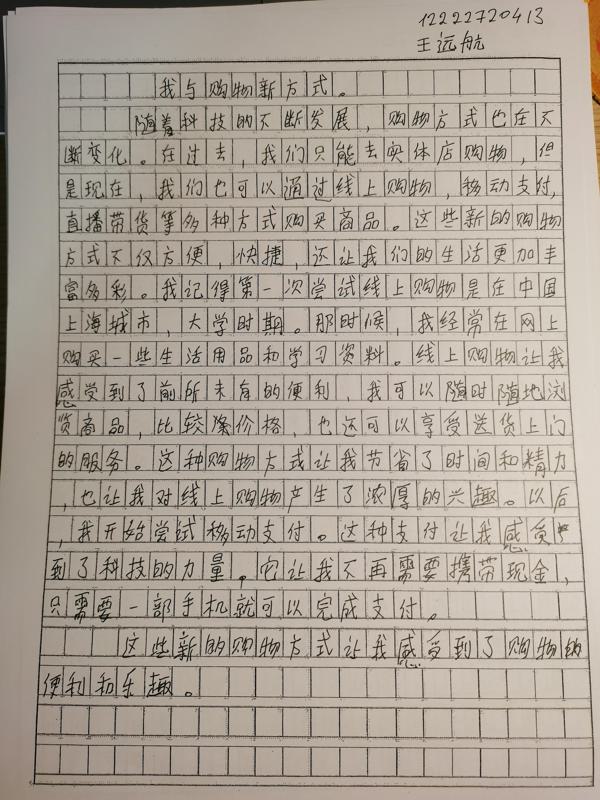 12222720413
王远航
我与购物新方式。
随着科技的不断发展，购物方式也在不
断变化。在过去，我们只能去实体店购物，但
是现在，我们也可以通过线上购物，移动支付，
直播带货等多种方式购买商品。这些新的购物
方式不仅方便，快捷，还让我们的生活更加丰
富多彩。我记得第一次尝试线上购物是在中国
上海城市，大学时期。那时候，我经常在网上
购买一些生活用品和学习资料。线上购物让我
感受到了前所未有的便利，我可以随时随地浏
商品，比较价格，也还可以享受送货上门
的服务。这种购物方式让我节省了时间和精力
，也让我对线上购物产生了浓厚的兴趣。以后
，我开始尝试移动支付。这种支付让我感受
到了科技的力量。它让我不再需要携带现金，
只需要一部手机就可以完成支付。
这些新的购物方式让我感受到了购物的
便利和乐趣。